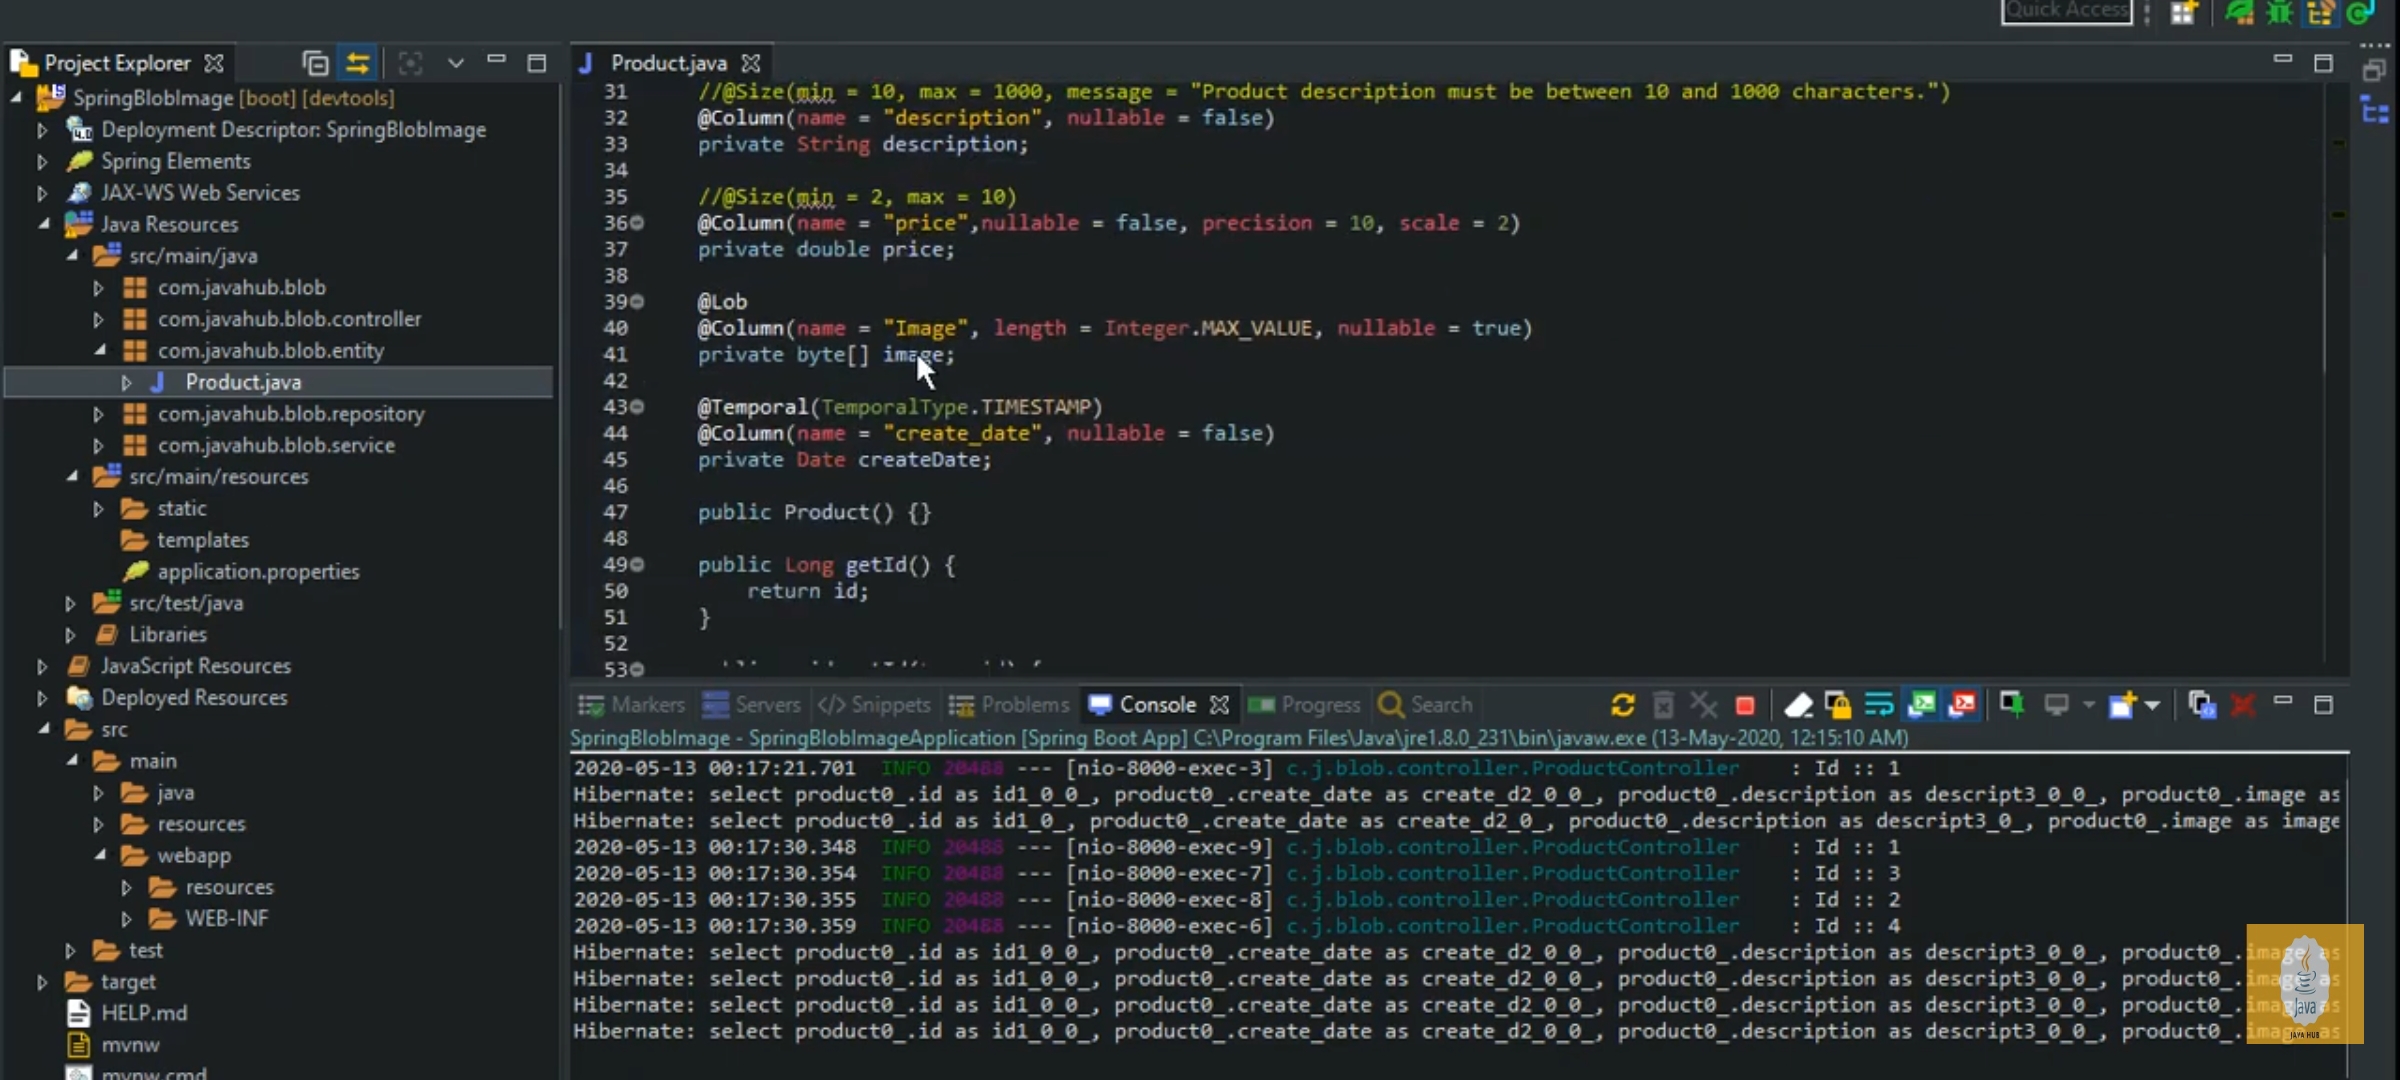 Quick Access
Project Explorer
SpringBlobImage [boot] [devtools]
Deployment Descriptor: SpringBlobImage
Spring Elements
JAX-WS Web Services
Java Resources
src/main/java
com.javahub.blob
com.javahub.blob.controller
com.javahub.blob.entity
Product.java
com.javahub.blob.repository
com.javahub.blob.service
src/main/resources
static
templates
application.properties
src/test/java
Libraries
JavaScript Resources
Deployed Resources
src
main
java
resources
webapp
resources
WEB-INF
test
target
HELP.md
mvnw
mvnw.cmd
Product.java
31 //@Size(min = 10, max = 1000, message = "Product description must be between 10 and 1000 characters.")
32 @Column(name = "description", nullable = false)
33 private String description;
34
35 //@Size(min = 2, max = 10)
36 @Column(name = "price",nullable = false, precision = 10, scale = 2)
37 private double price;
38
39 @Lob
40 @Column(name = "Image", length = Integer.MAX_VALUE, nullable = true)
41 private byte[] image;
42
43 @Temporal(TemporalType.TIMESTAMP)
44 @Column(name = "create_date", nullable = false)
45 private Date createDate;
46
47 public Product() {}
48
49 public Long getId() {
50 return id;
51 }
52
53
Markers Servers Snippets Problems Console Progress Search
SpringBlobImage - SpringBlobImageApplication [Spring Boot App] C:\Program Files\Java\jre1.8.0_231\bin\javaw.exe (13-May-2020, 12:15:10 AM)
2020-05-13 00:17:21.701 INFO 20488 --- [nio-8000-exec-3] c.j.blob.controller.ProductController : Id :: 1
Hibernate: select product0_.id as id1_0_0_, product0_.create_date as create_d2_0_0_, product0_.description as descript3_0_0_, product0_.image as
Hibernate: select product0_.id as id1_0_, product0_.create_date as create_d2_0_, product0_.description as descript3_0_, product0_.image as image
2020-05-13 00:17:30.348 INFO 20488 --- [nio-8000-exec-9] c.j.blob.controller.ProductController : Id :: 1
2020-05-13 00:17:30.354 INFO 20488 --- [nio-8000-exec-7] c.j.blob.controller.ProductController : Id :: 3
2020-05-13 00:17:30.355 INFO 20488 --- [nio-8000-exec-8] c.j.blob.controller.ProductController : Id :: 2
2020-05-13 00:17:30.359 INFO 20488 --- [nio-8000-exec-6] c.j.blob.controller.ProductController : Id :: 4
Hibernate: select product0_.id as id1_0_0_, product0_.create_date as create_d2_0_0_, product0_.description as descript3_0_0_, product0_.image as
Hibernate: select product0_.id as id1_0_0_, product0_.create_date as create_d2_0_0_, product0_.description as descript3_0_0_, product0_.image as
Hibernate: select product0_.id as id1_0_0_, product0_.create_date as create_d2_0_0_, product0_.description as descript3_0_0_, product0_.image as
Hibernate: select product0_.id as id1_0_0_, product0_.create_date as create_d2_0_0_, product0_.description as descript3_0_0_, product0_.image as
Java
JAVA HUB